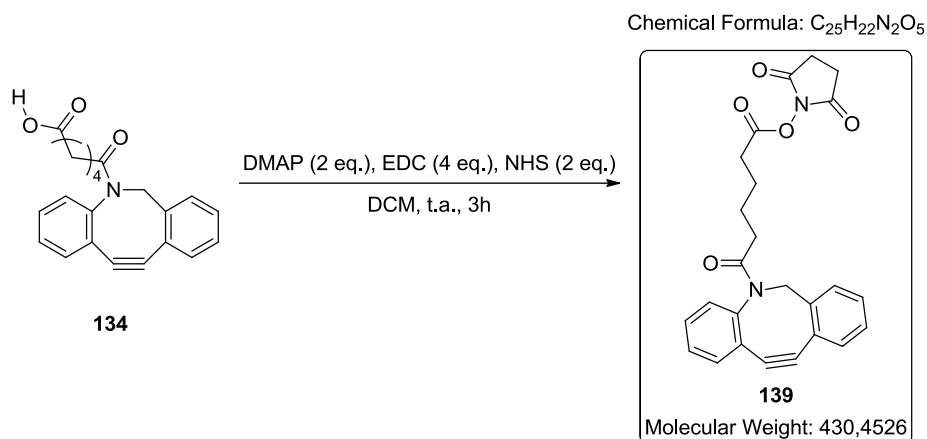 Chemical Formula: C₂₅H₂₂N₂O₅
O
N
O
O
O
H
O
O
O
4
N
DMAP (2 eq.), EDC (4 eq.), NHS (2 eq.)
DCM, t.a., 3h
O
N
134
139
Molecular Weight: 430,4526